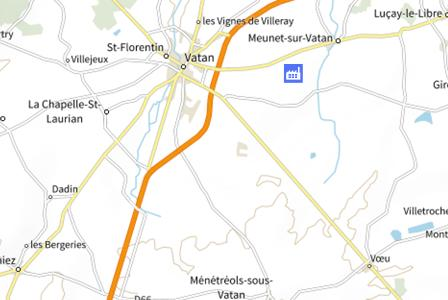 les Vignes de Villeray
Luçay-le-Libre
St-Florentin
Meunet-sur-Vatan
Villejeux
Vatan
La Chapelle-St-
Laurian
Dadin
Villetroche
les Bergeries
Vœu
Ménétréols-sous-
Vatan